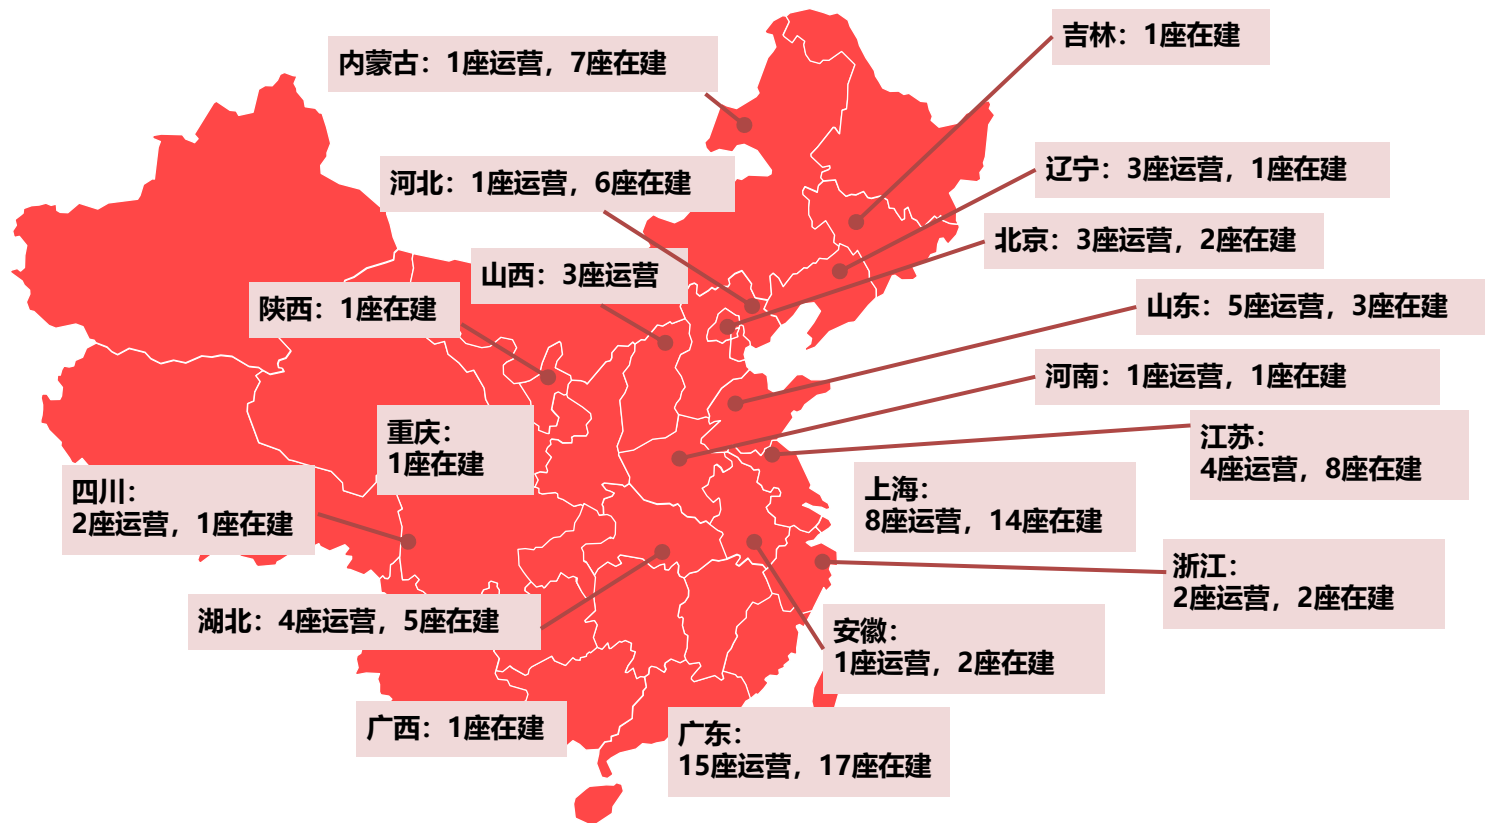 吉林：1座在建
内蒙古：1座运营，7座在建
辽宁：3座运营，1座在建
河北：1座运营，6座在建
北京：3座运营，2座在建
山西：3座运营
陕西：1座在建
山东：5座运营，3座在建
河南：1座运营，1座在建
重庆：
1座在建
江苏：
4座运营，8座在建
四川：
2座运营，1座在建
上海：
8座运营，14座在建
浙江：
2座运营，2座在建
湖北：4座运营，5座在建
安徽：
1座运营，2座在建
广西：1座在建
广东：
15座运营，17座在建